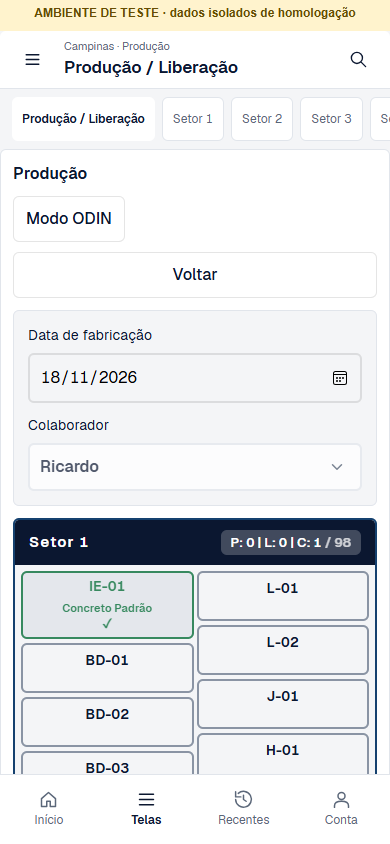 AMBIENTE DE TESTE · dados isolados de homologação
Campinas · Produção
Produção / Liberação
Produção / Liberação
Setor 1
Setor 2
Setor 3
Produção
Modo ODIN
Voltar
Data de fabricação
18/11/2026
Colaborador
Ricardo
Setor 1
P: 0 | L: 0 | C: 1 / 98
IE-01
Concreto Padrão
✓
BD-01
BD-02
BD-03
L-01
L-02
J-01
H-01
Início
Telas
Recentes
Conta